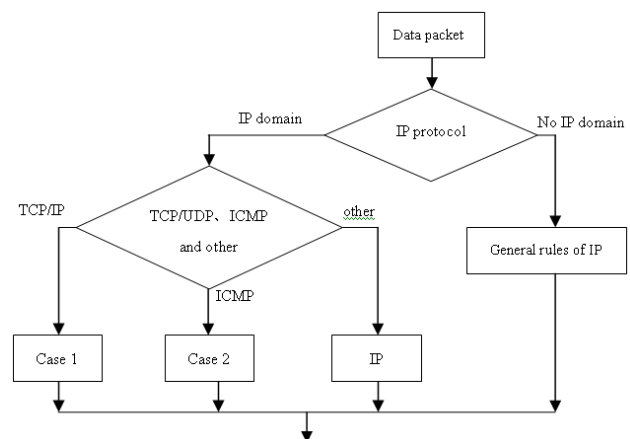 Data packet
IP protocol
IP domain
No IP domain
TCP/UDP、ICMP
and other
TCP/IP
other
ICMP
General rules of IP
Case 1
Case 2
IP